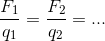 F₁/q₁ = F₂/q₂ = ...